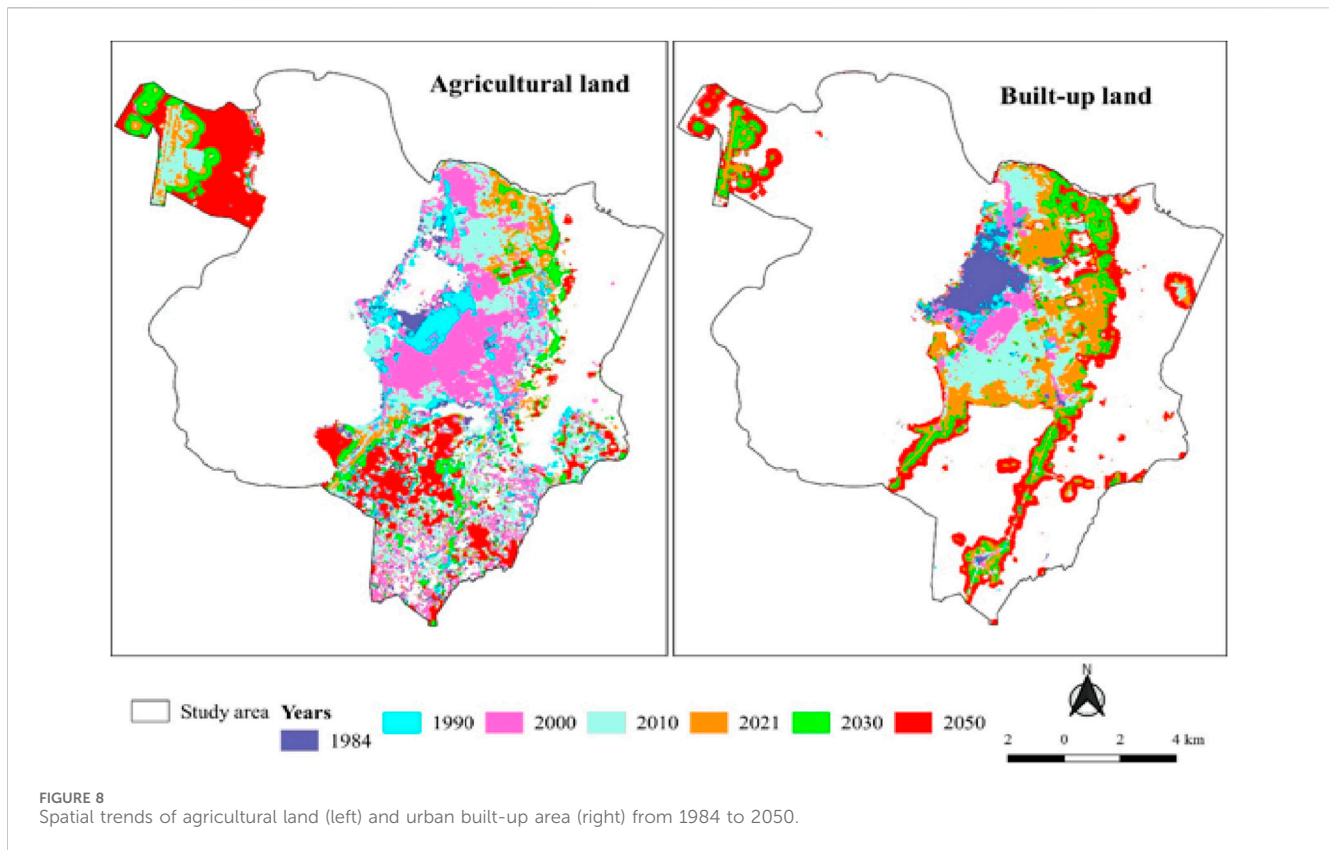 Agricultural land
Built-up land
Study area
Years
1984
1990
2000
2010
2021
2030
2050
N
2 0 2 4 km
FIGURE 8
Spatial trends of agricultural land (left) and urban built-up area (right) from 1984 to 2050.